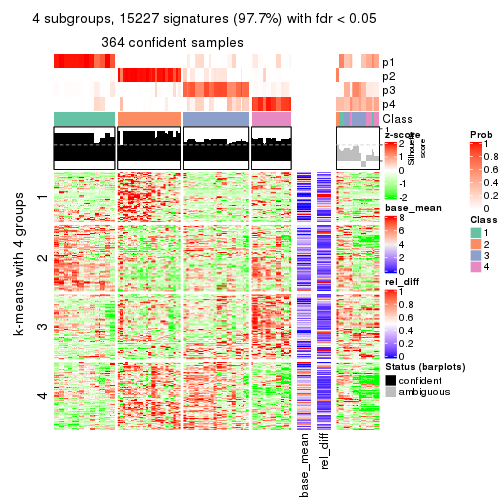 4 subgroups, 15227 signatures (97.7%) with fdr < 0.05
364 confident samples
p1
p2
p3
p4
Class
1
Silhouette
score
z-score
2
1
0
-1
-2
base_mean
8
6
4
2
0
rel_diff
1
0.8
0.6
0.4
0.2
0
Status (barplots)
confident
ambiguous
Prob
1
0.8
0.6
0.4
0.2
0
Class
1
2
3
4
k-means with 4 groups
1
2
3
4
base_mean
rel_diff